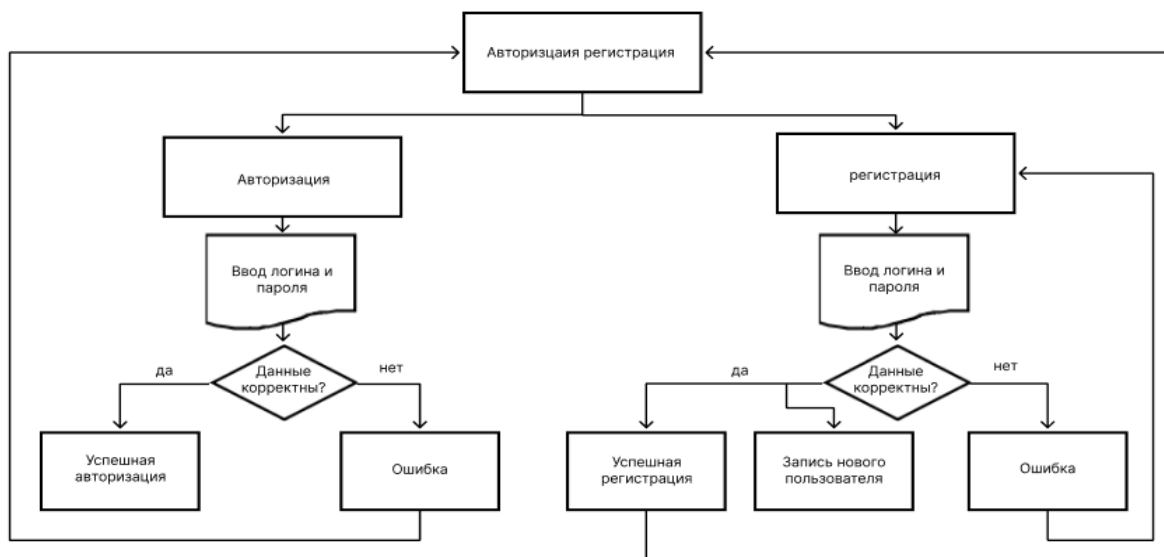 Авторизцаия регистрация
Авторизация
регистрация
Ввод логина и
пароля
Ввод логина и
пароля
да
Данные
корректны?
нет
да
Данные
корректны?
нет
Успешная
авторизация
Ошибка
Успешная
регистрация
Запись нового
пользователя
Ошибка